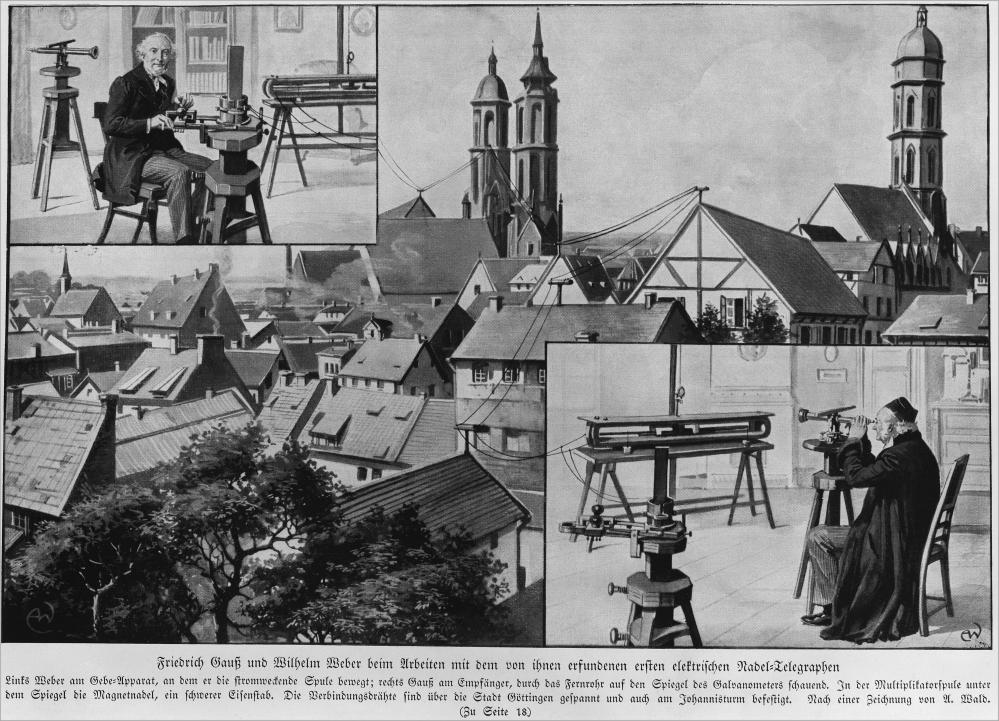 Friedrich Gauß und Wilhelm Weber beim Arbeiten mit dem von ihnen erfundenen ersten elektrischen Nadel-Telegraphen
Links Weber am Gebe-Apparat, an dem er die stromweckende Spule bewegt; rechts Gauß am Empfänger, durch das Fernrohr auf den Spiegel des Galvanometers schauend. In der Multiplikatorspule unter
dem Spiegel die Magnetnadel, ein schwerer Eisenstab. Die Verbindungsdrähte sind über die Stadt Göttingen gespannt und auch am Johannisturm befestigt. Nach einer Zeichnung von A. Wald.
(Zu Seite 18)
AW
AW